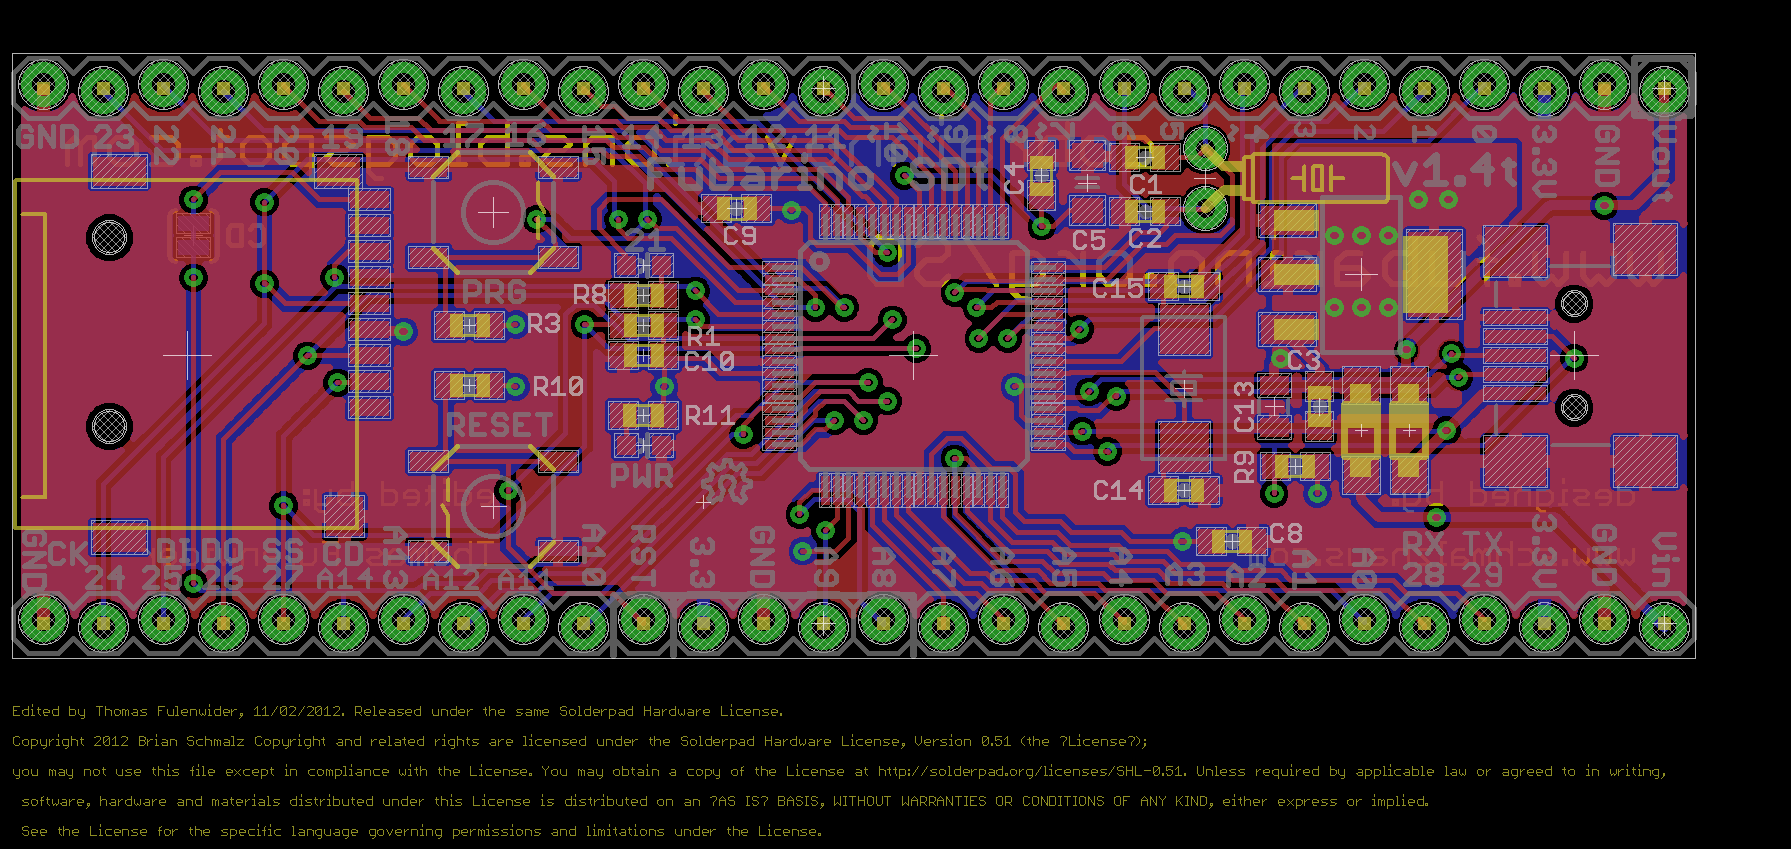 GND 23 22 21 20 19 18 17 16 15 14 13 12 11 10 9 8 7 6 5 4 3 2 1 0 3.3V GND Vout
Fubarino SD
v1.4t
C4
C1
C9
C5
C2
21
PRG
R8
C15
R3
R1
C10
C3
R10
R11
C13
RESET
PWR
R9
C14
C8
CD
edited by:
designed by:
GND CK DI DO SS CD A13 A10 RST 3.3 GND A9 A8 A7 A6 A5 A4 A3 A2 A1 A0 RX TX 3.3V GND Vin
24 25 26 27 A14 A12 A11 28 29
Edited by Thomas Fulenwider, 11/02/2012. Released under the same Solderpad Hardware License.
Copyright 2012 Brian Schmalz Copyright and related rights are licensed under the Solderpad Hardware License, Version 0.51 (the ?License?);
you may not use this file except in compliance with the License. You may obtain a copy of the License at http://solderpad.org/licenses/SHL-0.51. Unless required by applicable law or agreed to in writing,
software, hardware and materials distributed under this License is distributed on an ?AS IS? BASIS, WITHOUT WARRANTIES OR CONDITIONS OF ANY KIND, either express or implied.
See the License for the specific language governing permissions and limitations under the License.